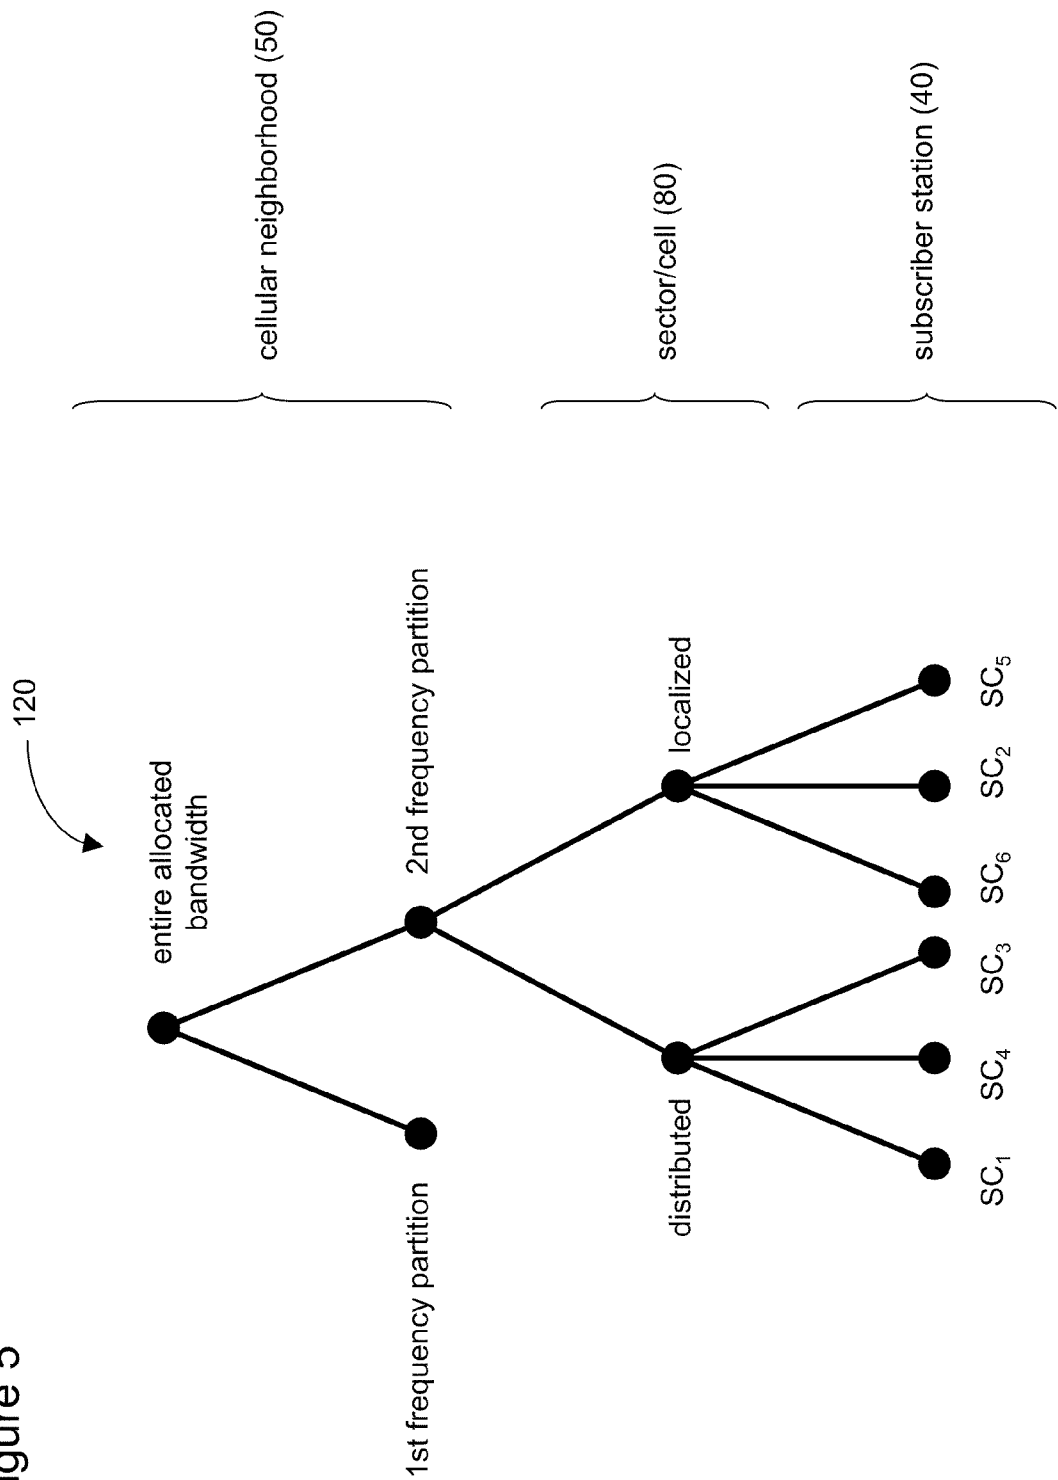 igure 5
120
entire allocated
bandwidth
cellular neighborhood (50)
1st frequency partition
2nd frequency partition
distributed
localized
sector/cell (80)
SC₁
SC₄
SC₃
SC₆
SC₂
SC₅
subscriber station (40)